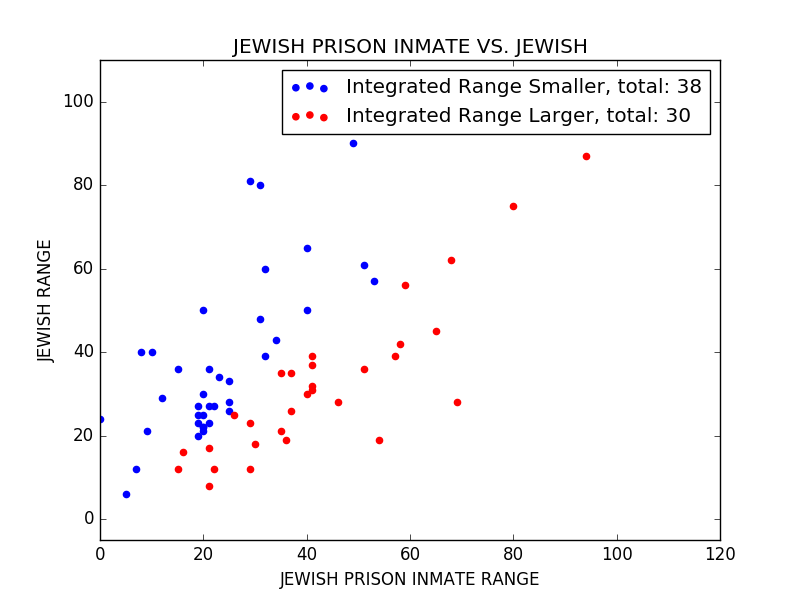 JEWISH PRISON INMATE VS. JEWISH
Integrated Range Smaller, total: 38
Integrated Range Larger, total: 30
100
80
60
40
20
0
JEWISH RANGE
0 20 40 60 80 100 120
JEWISH PRISON INMATE RANGE